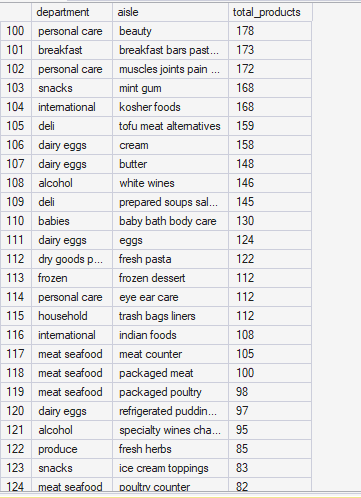 department aisle total_products
100 personal care beauty 178
101 breakfast breakfast bars past... 173
102 personal care muscles joints pain ... 172
103 snacks mint gum 168
104 international kosher foods 168
105 deli tofu meat alternatives 159
106 dairy eggs cream 158
107 dairy eggs butter 148
108 alcohol white wines 146
109 deli prepared soups sal... 145
110 babies baby bath body care 130
111 dairy eggs eggs 124
112 dry goods p... fresh pasta 122
113 frozen frozen dessert 112
114 personal care eye ear care 112
115 household trash bags liners 112
116 international indian foods 108
117 meat seafood meat counter 105
118 meat seafood packaged meat 100
119 meat seafood packaged poultry 98
120 dairy eggs refrigerated puddin... 97
121 alcohol specialty wines cha... 95
122 produce fresh herbs 85
123 snacks ice cream toppings 83
124 meat seafood poultry counter 82